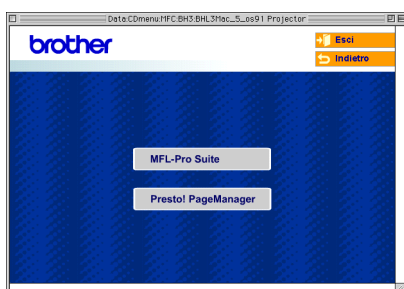 Data:CDmenu:MFC:BH3:BHL3Mac_5_os91 Projector
brother
Esci
Indietro
MFL-Pro Suite
Presto! PageManager